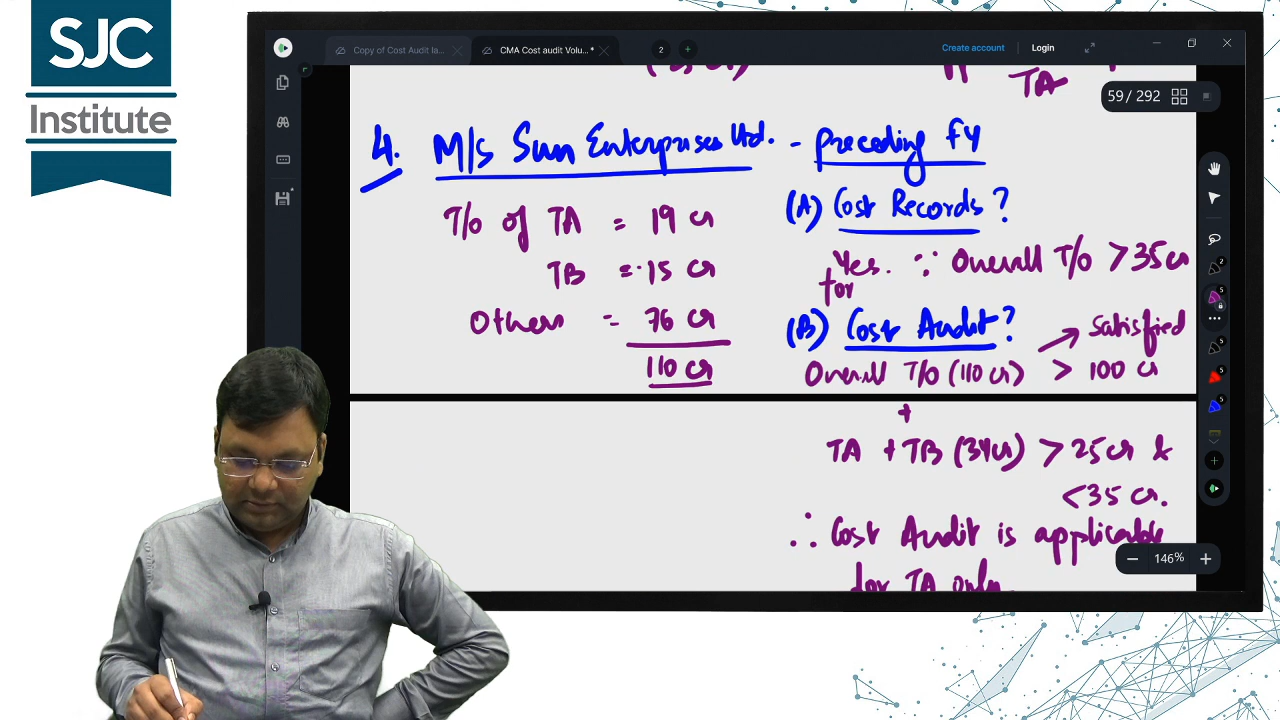 SJC
Institute
Copy of Cost Audit la...
CMA Cost audit Volu...*
2
Create account
Login
59 / 292
TA
4. M/s Sun Enterprises Ltd. - preceding FY
T/o of TA = 19 cr
TB = 15 cr
Others = 76 cr
110 cr
(A) Cost Records ?
Yes. ∵ Overall T/o > 35 cr
for
(B) Cost Audit ?
→ Satisfied
Overall T/o (110 cr) > 100 cr
+
TA + TB (34 cr) > 25 cr &
< 35 cr.
∴ Cost Audit is applicable
for TA only.
146%